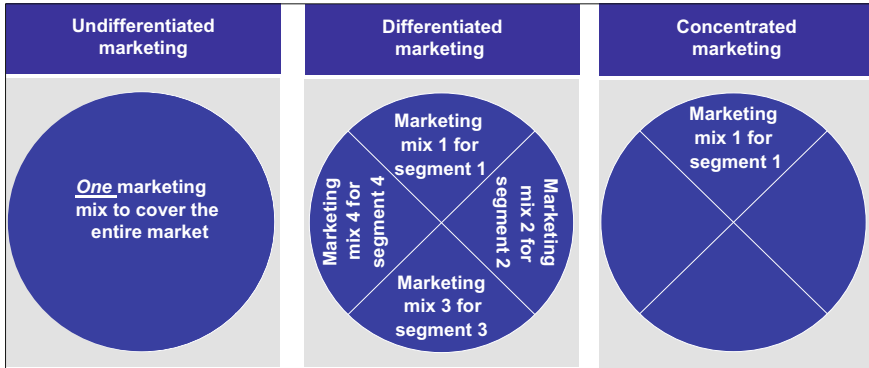 Undifferentiated
marketing
Differentiated
marketing
Concentrated
marketing
One marketing
mix to cover the
entire market
Marketing
mix 1 for
segment 1
Marketing
mix 2 for
segment 2
Marketing
mix 3 for
segment 3
Marketing
mix 4 for
segment 4
Marketing
mix 1 for
segment 1